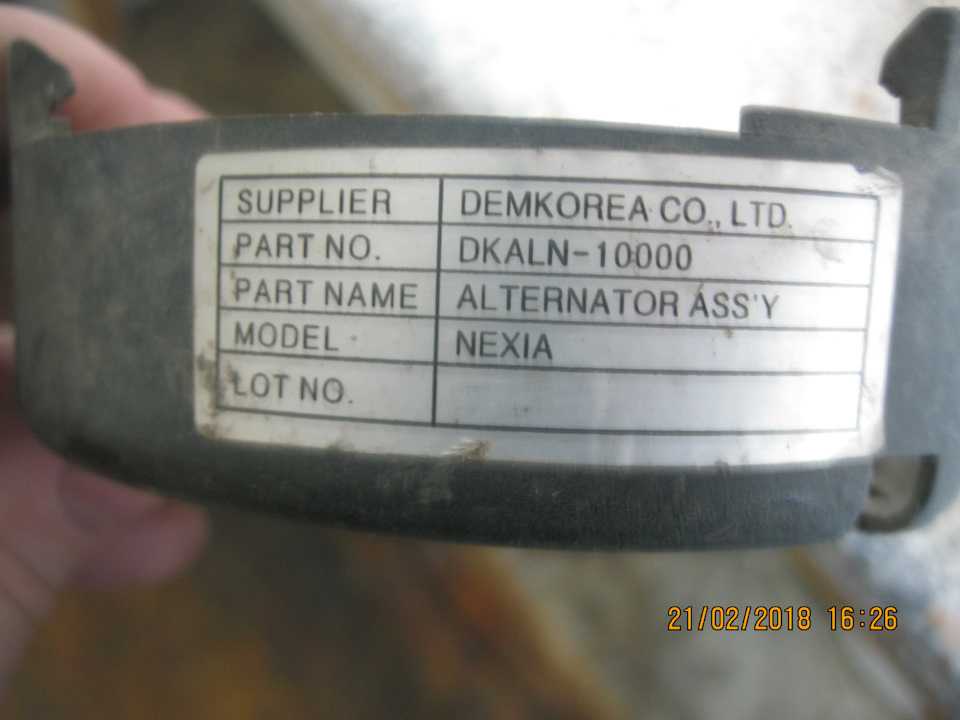 SUPPLIER DEMKOREA CO., LTD.
PART NO. DKALN-10000
PART NAME ALTERNATOR ASS'Y
MODEL NEXIA
LOT NO.
21/02/2018 16:26